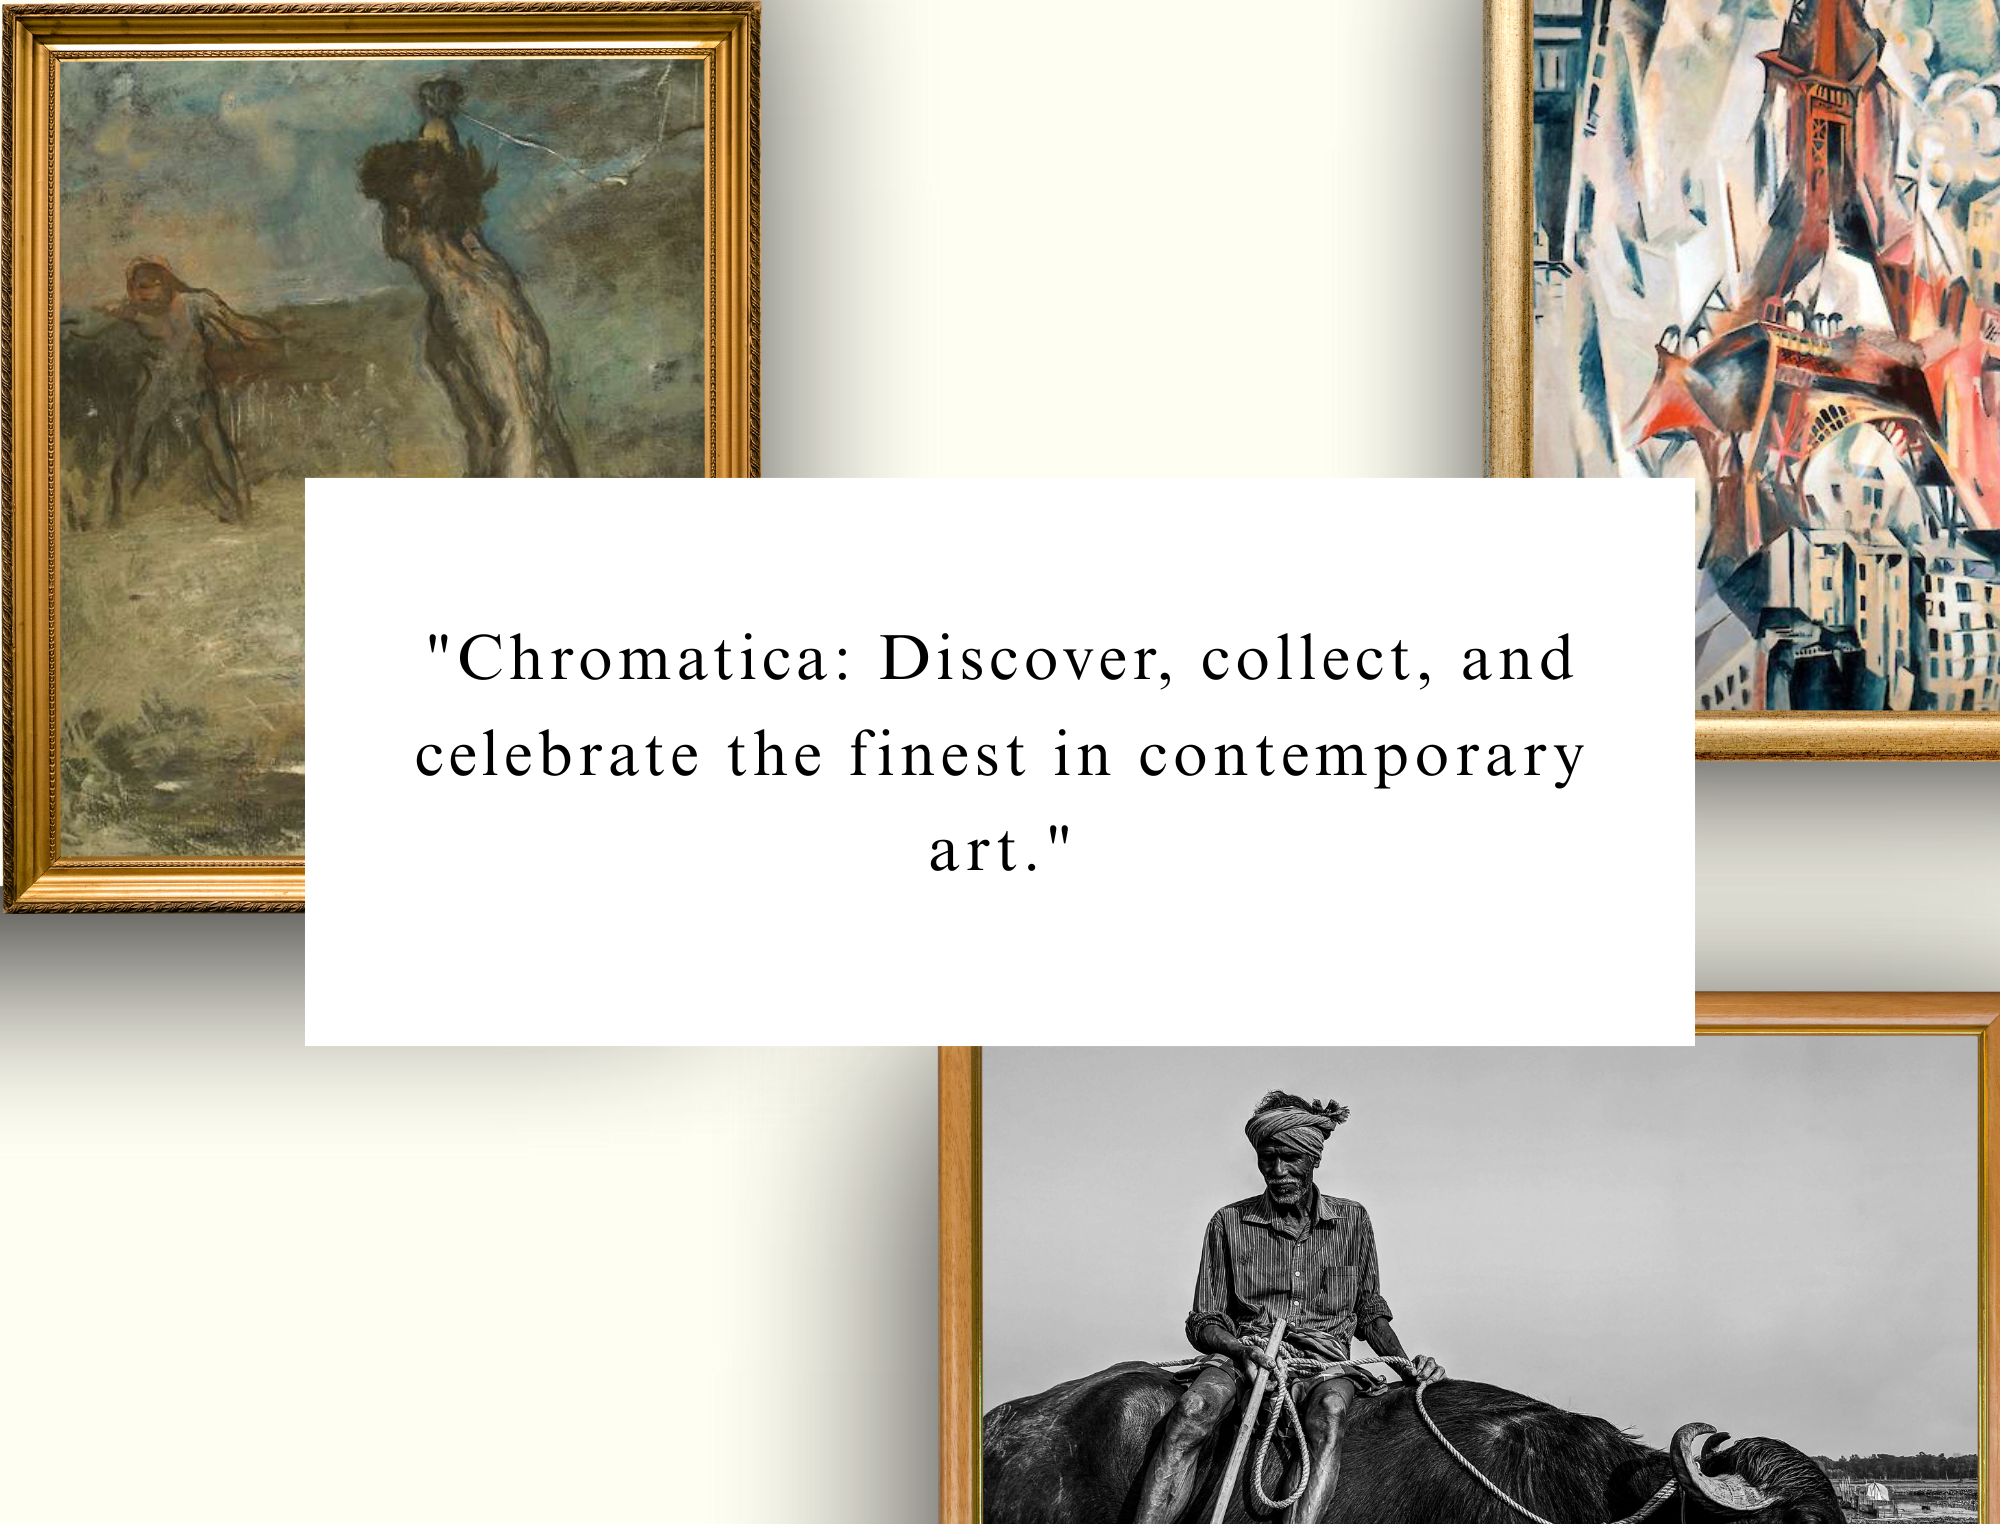 "Chromatica: Discover, collect, and
celebrate the finest in contemporary
art."